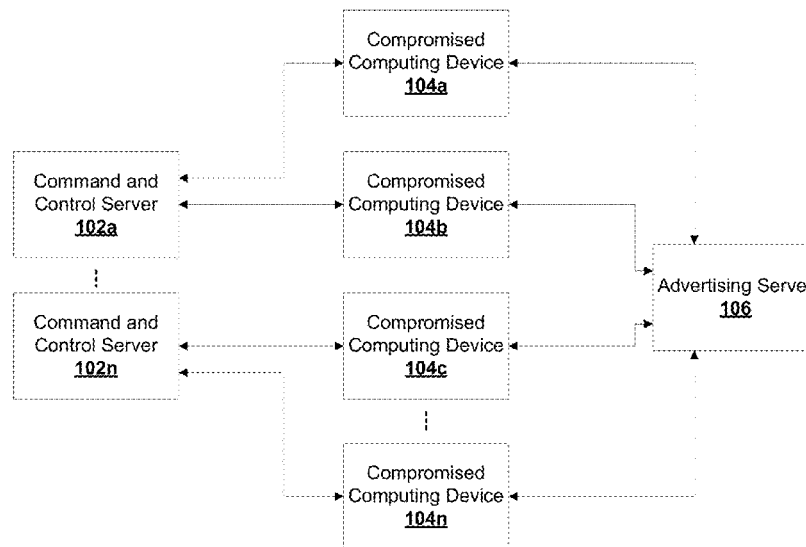 Compromised
Computing Device
104a
Command and
Control Server
102a
Compromised
Computing Device
104b
Advertising Server
106
Command and
Control Server
102n
Compromised
Computing Device
104c
Compromised
Computing Device
104n